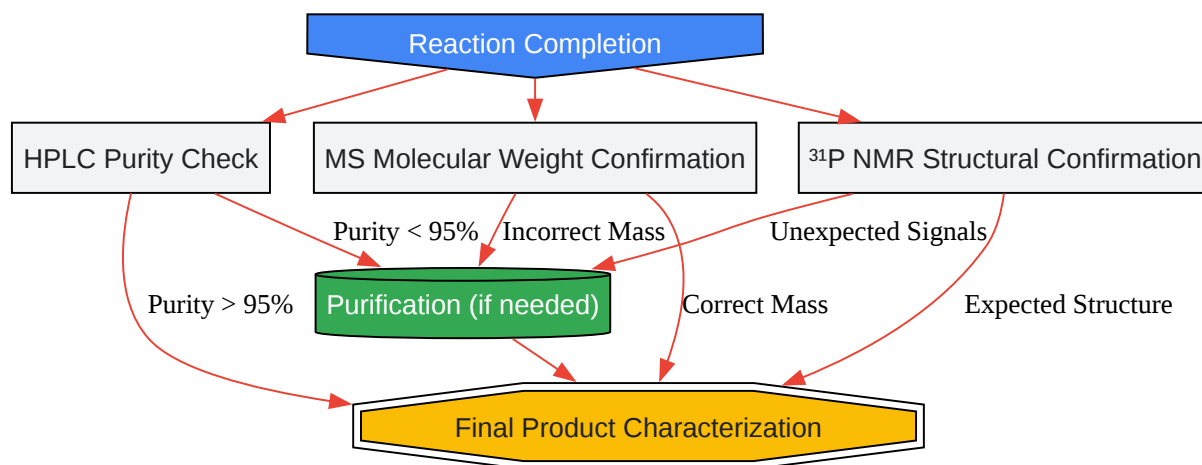 Reaction Completion
HPLC Purity Check
MS Molecular Weight Confirmation
³¹P NMR Structural Confirmation
Purity < 95%
Incorrect Mass
Unexpected Signals
Purity > 95%
Purification (if needed)
Correct Mass
Expected Structure
Final Product Characterization